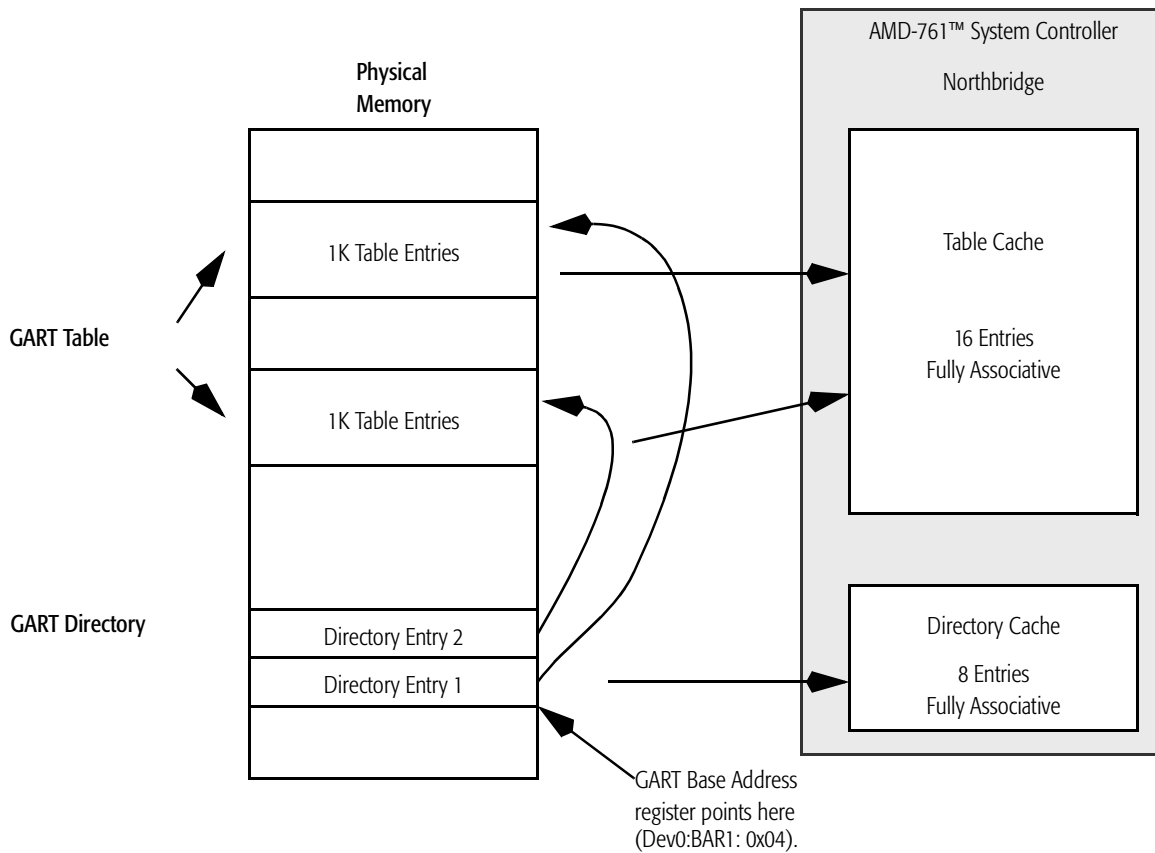 AMD-761™ System Controller
Northbridge
Physical
Memory
1K Table Entries
Table Cache
GART Table
16 Entries
Fully Associative
1K Table Entries
GART Directory
Directory Entry 2
Directory Cache
Directory Entry 1
8 Entries
Fully Associative
GART Base Address
register points here
(Dev0:BAR1: 0x04).